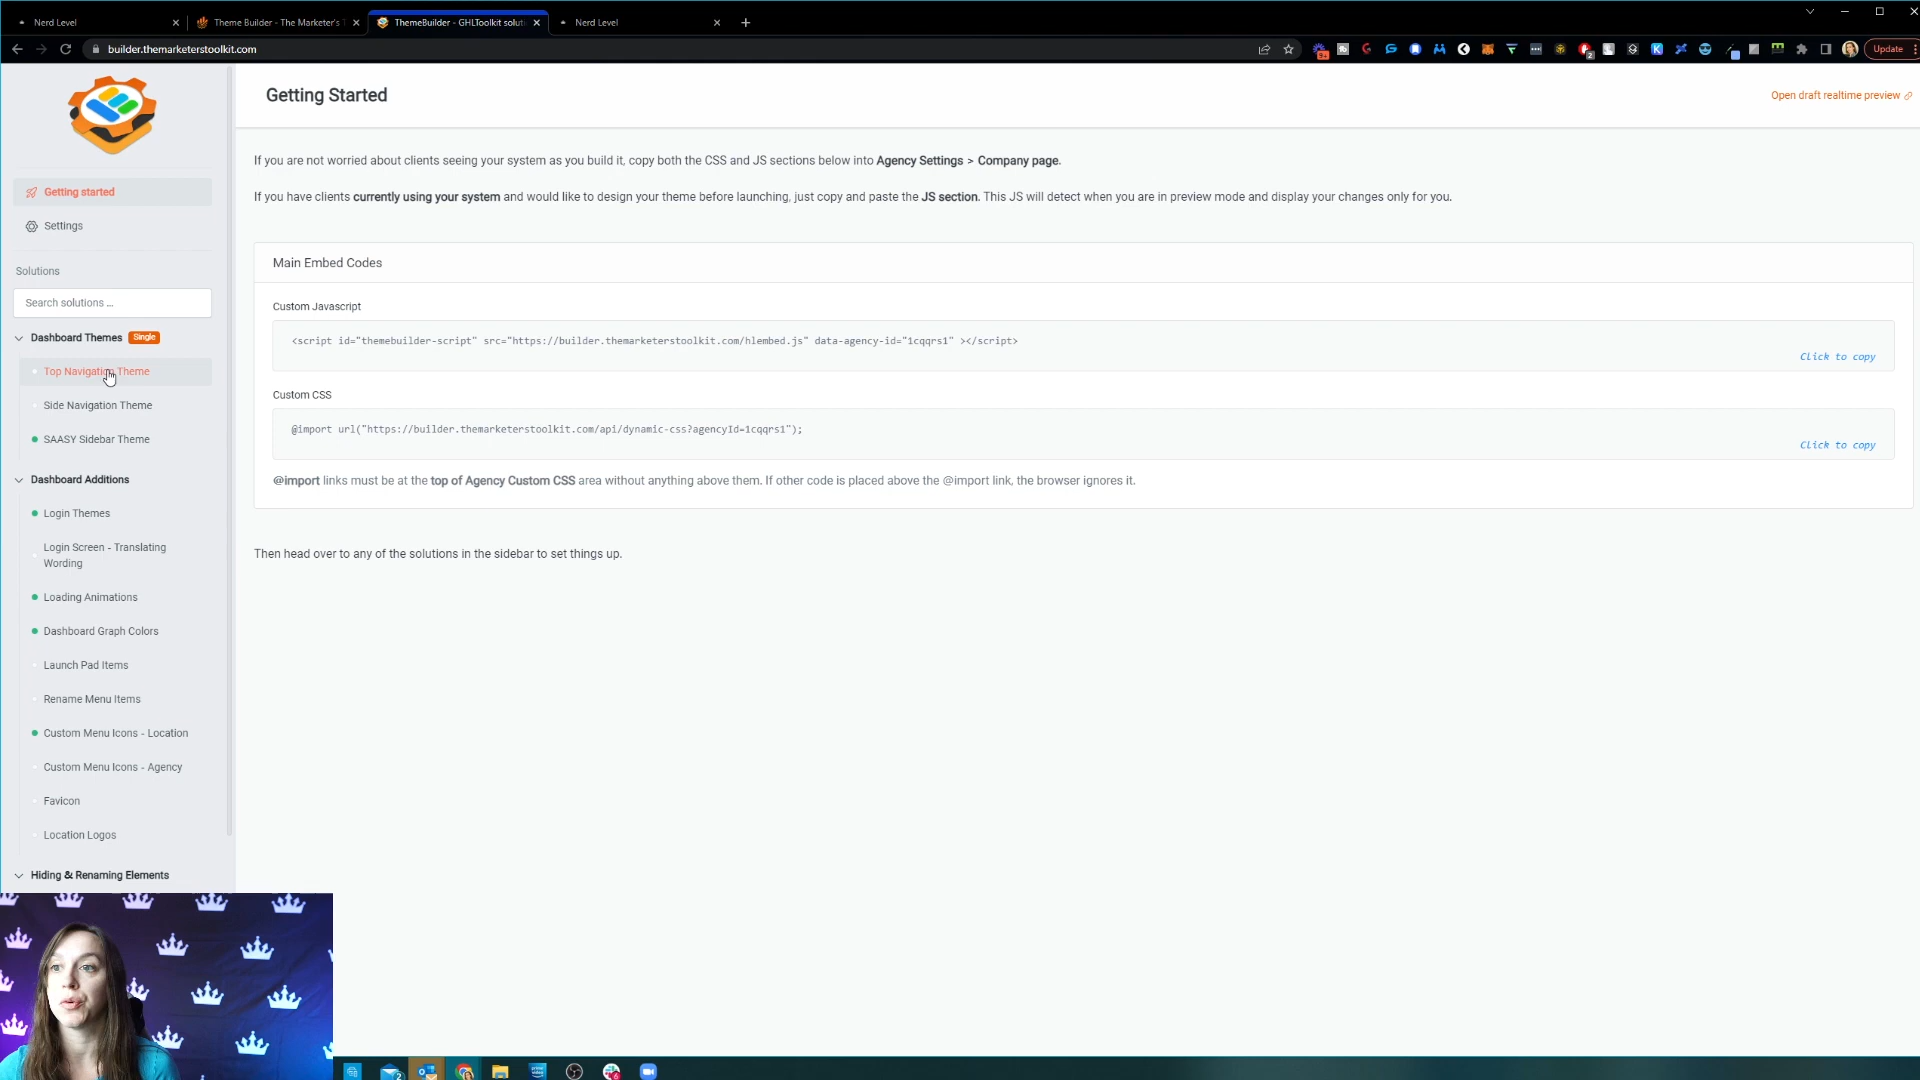 Nerd Level
Theme Builder - The Marketer's T
ThemeBuilder - GHLToolkit soluti
Nerd Level
builder.themarketerstoolkit.com
Update
Getting Started
Open draft realtime preview
Getting started
Settings
Solutions
Search solutions ...
Dashboard Themes Single
Top Navigation Theme
Side Navigation Theme
SAASY Sidebar Theme
Dashboard Additions
Login Themes
Login Screen - Translating
Wording
Loading Animations
Dashboard Graph Colors
Launch Pad Items
Rename Menu Items
Custom Menu Icons - Location
Custom Menu Icons - Agency
Favicon
Location Logos
Hiding & Renaming Elements
If you are not worried about clients seeing your system as you build it, copy both the CSS and JS sections below into Agency Settings > Company page.
If you have clients currently using your system and would like to design your theme before launching, just copy and paste the JS section. This JS will detect when you are in preview mode and display your changes only for you.
Main Embed Codes
Custom Javascript
<script id="themebuilder-script" src="https://builder.themarketerstoolkit.com/hlembed.js" data-agency-id="1cqqrs1" ></script>
Click to copy
Custom CSS
@import url("https://builder.themarketerstoolkit.com/api/dynamic-css?agencyId=1cqqrs1");
Click to copy
@import links must be at the top of Agency Custom CSS area without anything above them. If other code is placed above the @import link, the browser ignores it.
Then head over to any of the solutions in the sidebar to set things up.